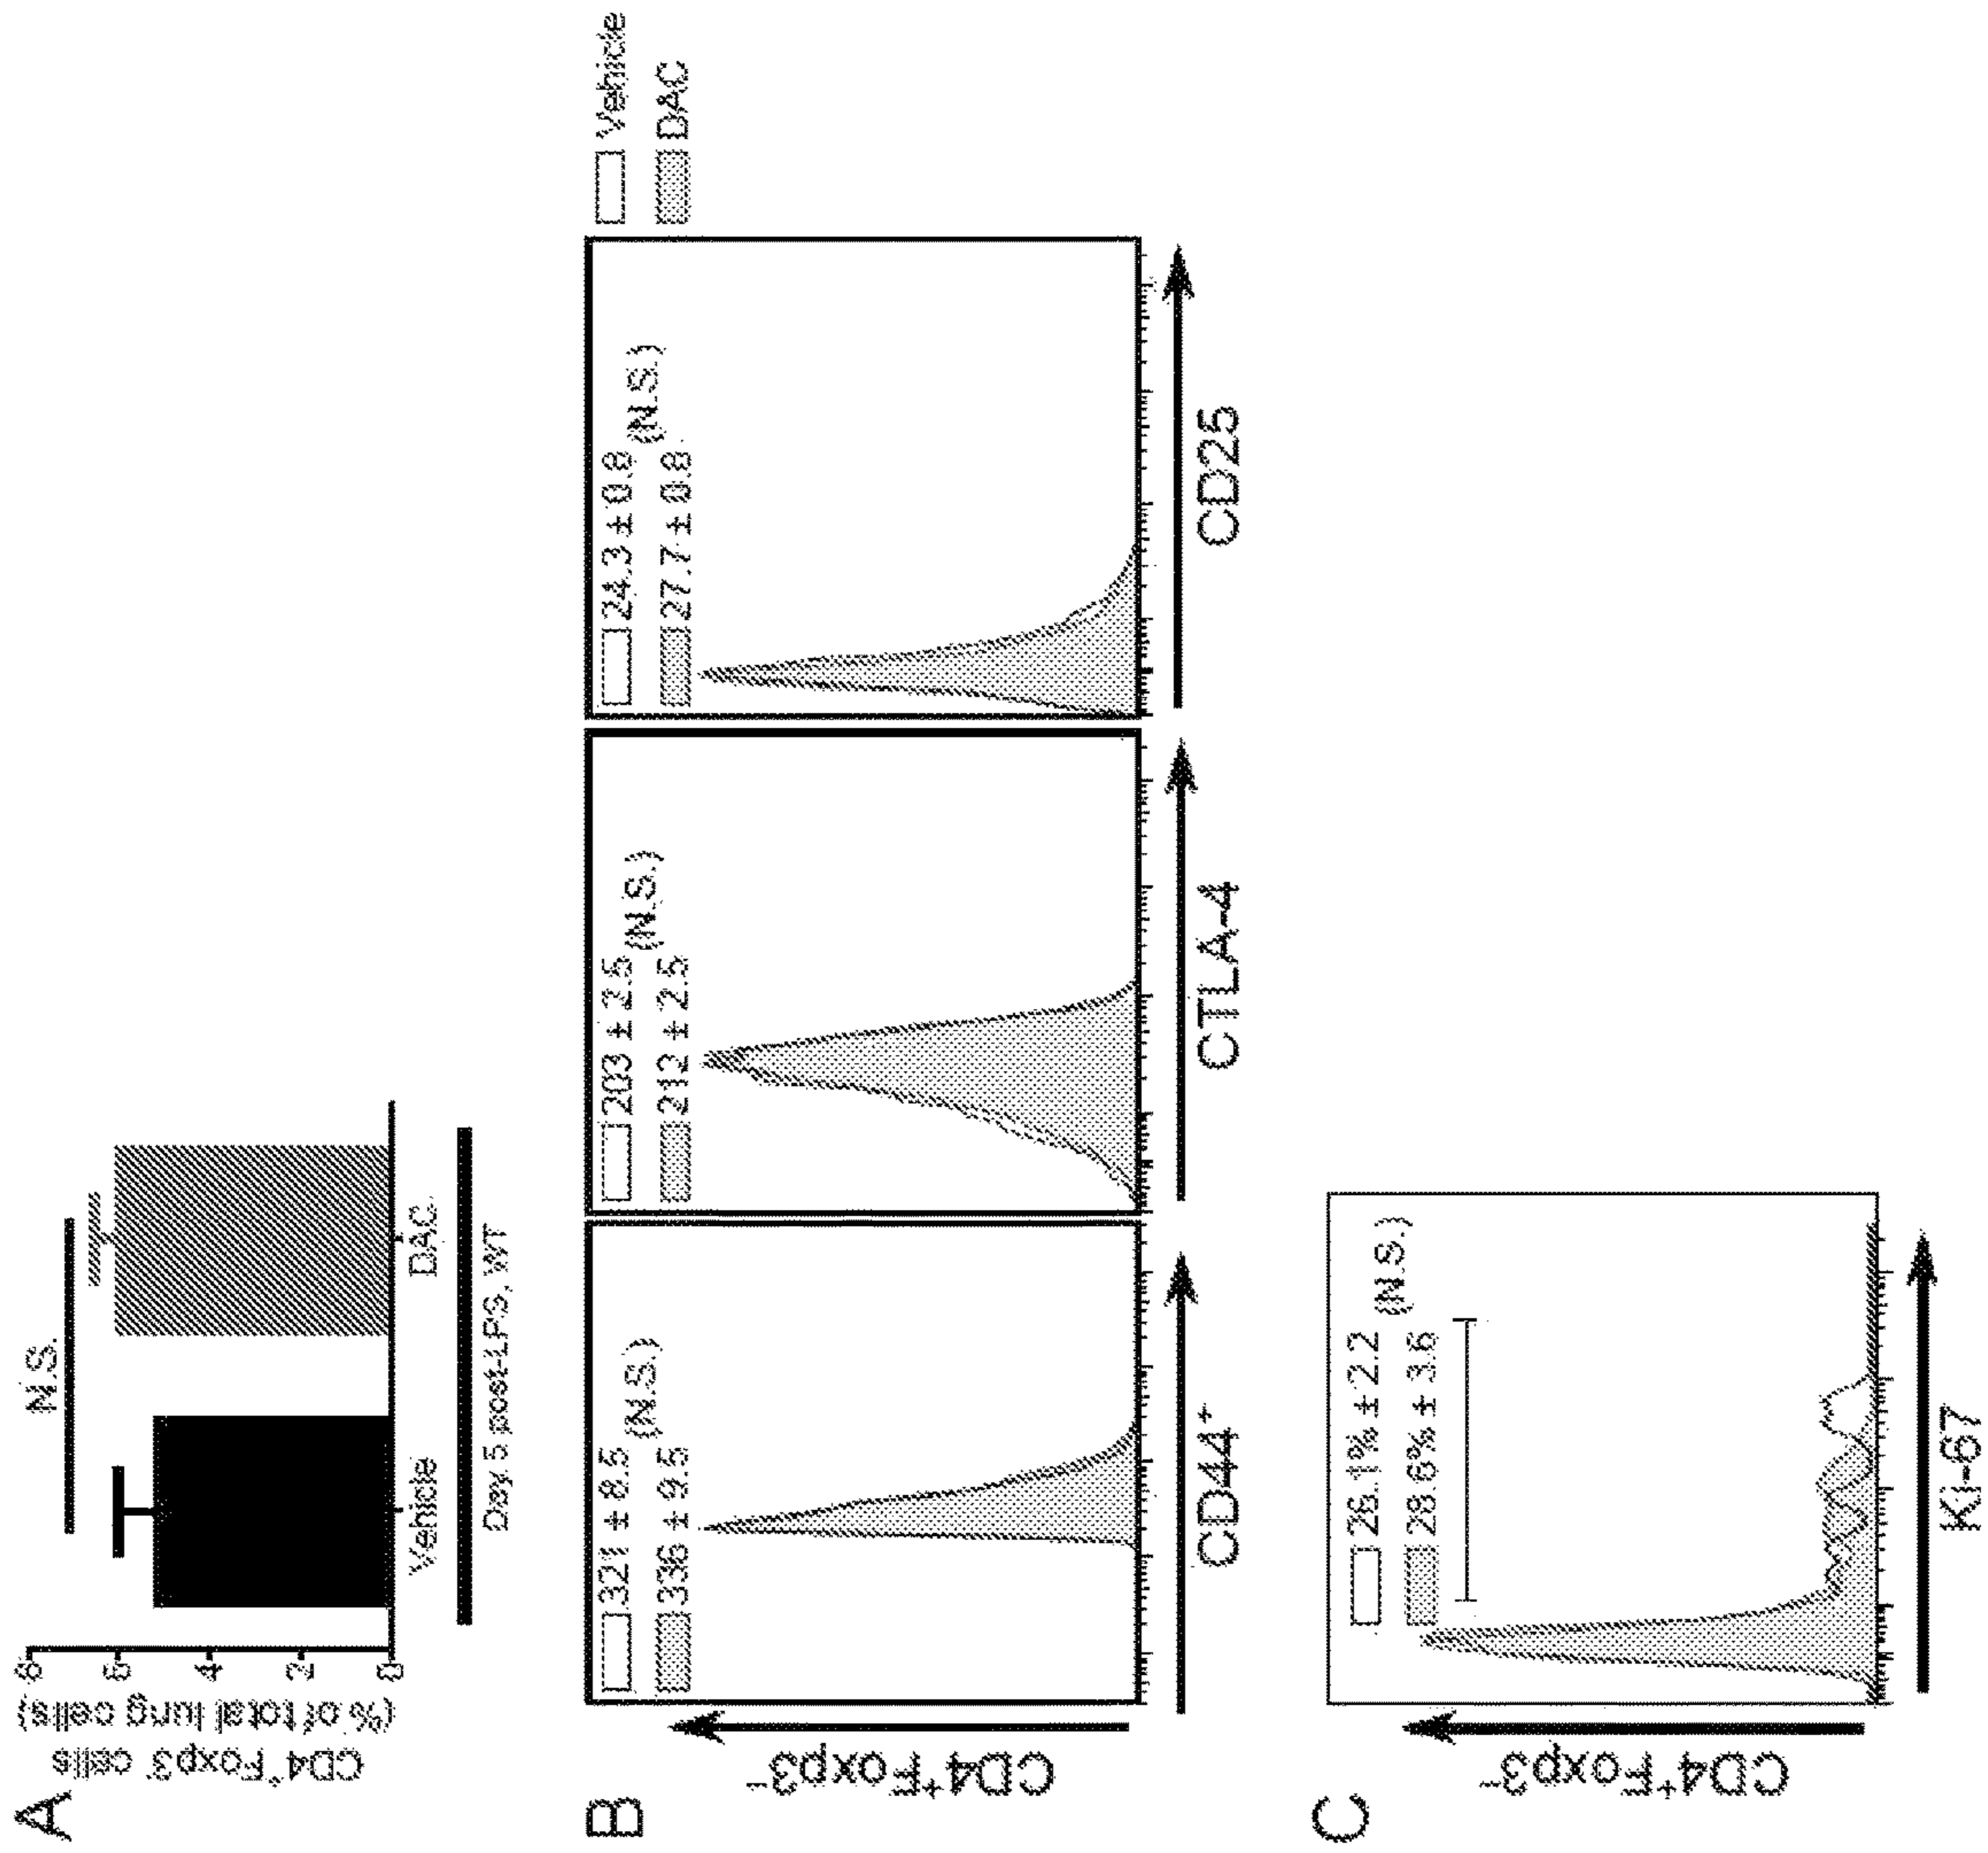 A
CD4⁺Foxp3⁻ cells
(% of total lung cells)
8
6
4
2
0
N.S.
Vehicle
DAC
Day 5 post-LPS, WT
B
CD4⁺Foxp3⁻
321 ± 8.5
(N.S.)
336 ± 9.5
CD44⁺
203 ± 2.5
(N.S.)
212 ± 2.5
CTLA-4
24.3 ± 0.8
(N.S.)
27.7 ± 0.8
CD25
Vehicle
DAC
C
CD4⁺Foxp3⁻
28.1% ± 2.2
(N.S.)
28.6% ± 3.6
Ki-67